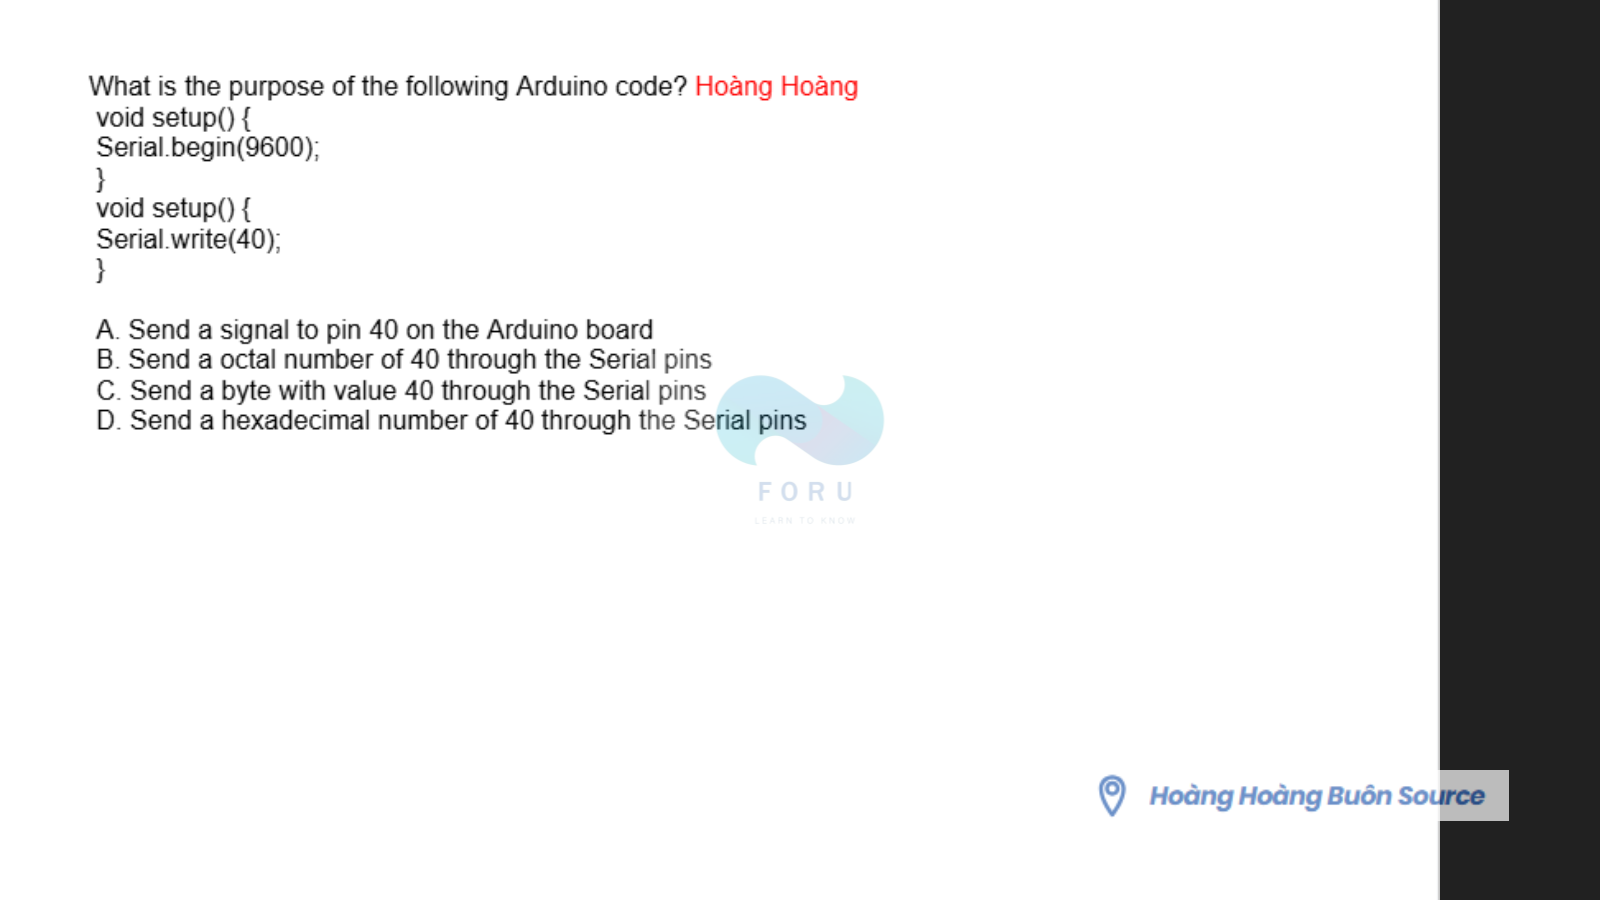 What is the purpose of the following Arduino code? Hoàng Hoàng
void setup() {
Serial.begin(9600);
}
void setup() {
Serial.write(40);
}
A. Send a signal to pin 40 on the Arduino board
B. Send a octal number of 40 through the Serial pins
C. Send a byte with value 40 through the Serial pins
D. Send a hexadecimal number of 40 through the Serial pins
FORU
LEARN TO KNOW
Hoàng Hoàng Buôn Source